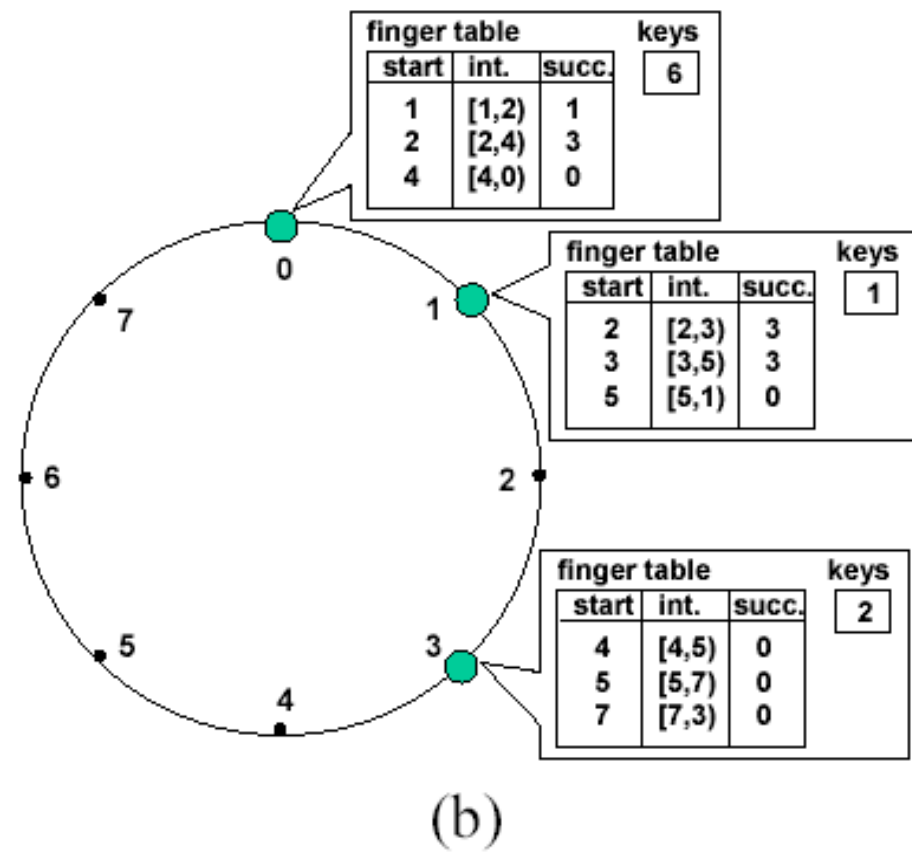 finger table keys
start int. succ. 6
1 [1,2) 1
2 [2,4) 3
4 [4,0) 0
0
finger table keys
start int. succ. 1
2 [2,3) 3
3 [3,5) 3
5 [5,1) 0
7
1
6
2
finger table keys
start int. succ. 2
4 [4,5) 0
5 [5,7) 0
7 [7,3) 0
5
3
4
(b)